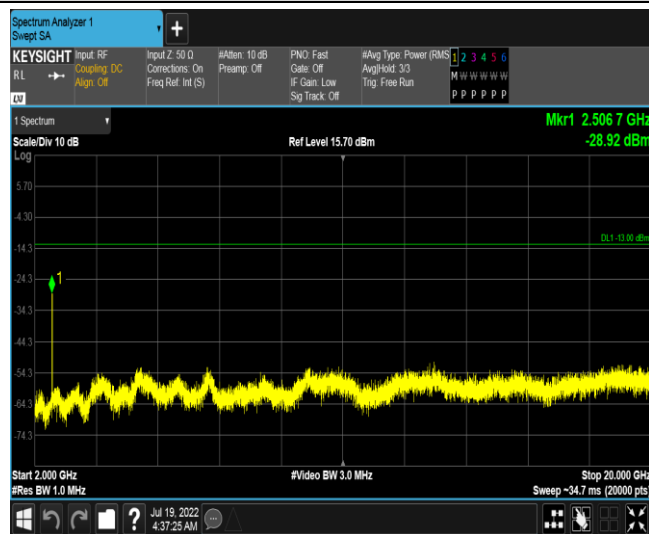 Spectrum Analyzer 1
Swept SA
+
KEYSIGHT
RL
Input: RF
Coupling: DC
Align: Off
Input Z: 50 Ω
Corrections: On
Freq Ref: Int (S)
#Atten: 10 dB
Preamp: Off
PNO: Fast
Gate: Off
IF Gain: Low
Sig Track: Off
#Avg Type: Power (RMS
Avg|Hold: 3/3
Trig: Free Run
1 2 3 4 5 6
M W W W W W
P P P P P P
1 Spectrum
Scale/Div 10 dB
Ref Level 15.70 dBm
Mkr1 2.506 7 GHz
-28.92 dBm
Log
5.70
-4.30
DL1 -13.00 dBm
-14.3
-24.3
1
-34.3
-44.3
-54.3
-64.3
-74.3
Start 2.000 GHz
#Video BW 3.0 MHz
Stop 20.000 GHz
#Res BW 1.0 MHz
Sweep ~34.7 ms (20000 pts)
?
Jul 19, 2022
4:37:25 AM